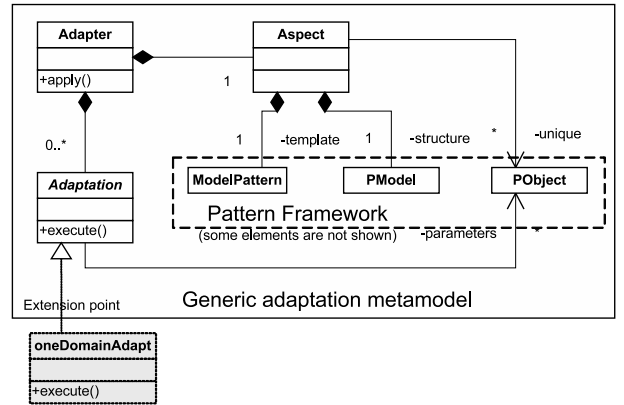 Adapter
Aspect
+apply()
1
0..*
1
-template
1
-structure
*
-unique
Adaptation
ModelPattern
PModel
PObject
+execute()
Pattern Framework
(some elements are not shown)
-parameters
*
Extension point
Generic adaptation metamodel
oneDomainAdapt
+execute()